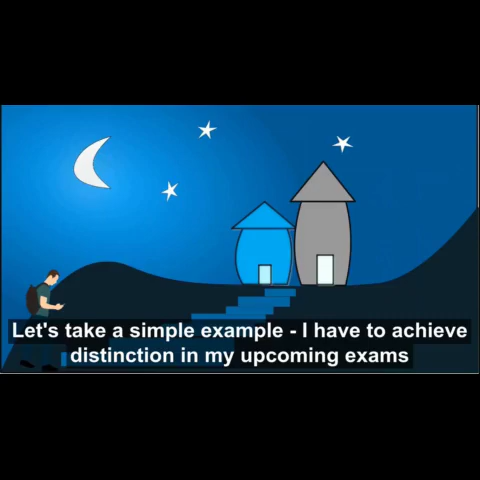 Let's take a simple example - I have to achieve
distinction in my upcoming exams